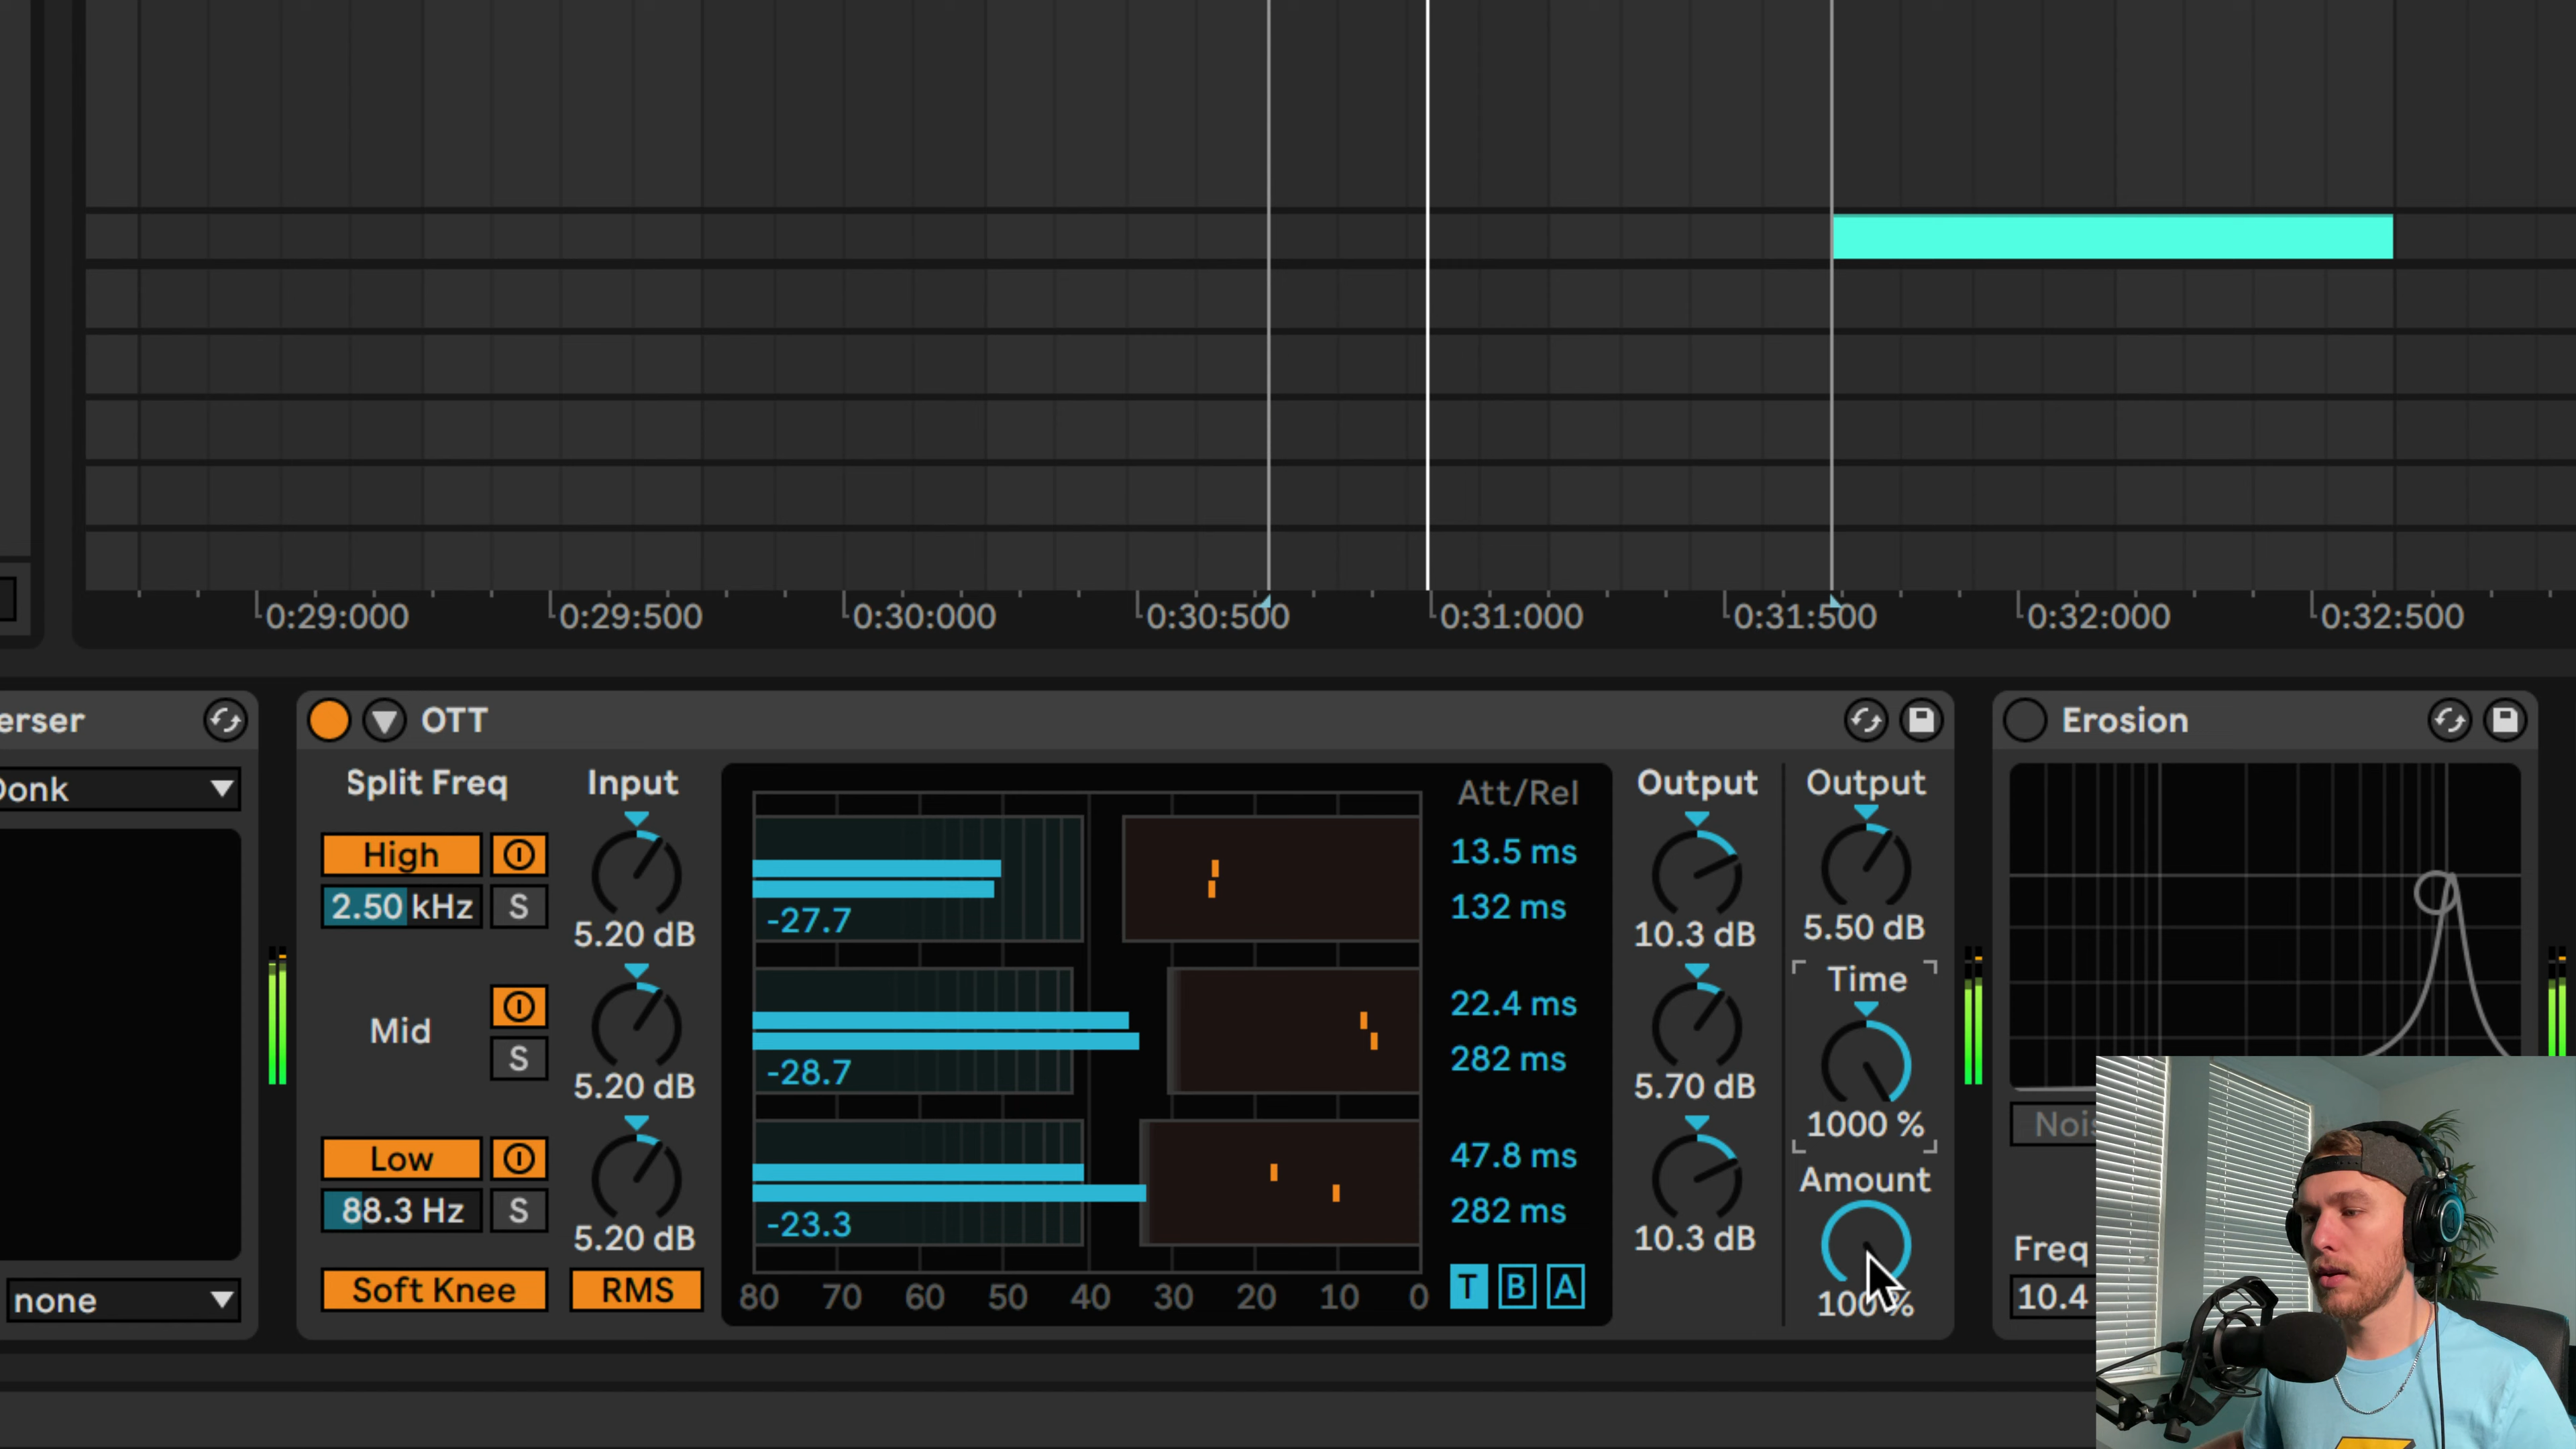 0:29:000 0:29:500 0:30:000 0:30:500 0:31:000 0:31:500 0:32:000 0:32:500
erser
OTT
Erosion
Donk
Split Freq Input Att/Rel Output Output
High
2.50 kHz S
5.20 dB
-27.7
13.5 ms
132 ms
10.3 dB
5.50 dB
Time
Mid
S
5.20 dB
-28.7
22.4 ms
282 ms
5.70 dB
1000 %
Nois
Low
88.3 Hz S
5.20 dB
-23.3
47.8 ms
282 ms
10.3 dB
Amount
100 %
Freq
10.4
none
Soft Knee RMS
80 70 60 50 40 30 20 10 0
T B A